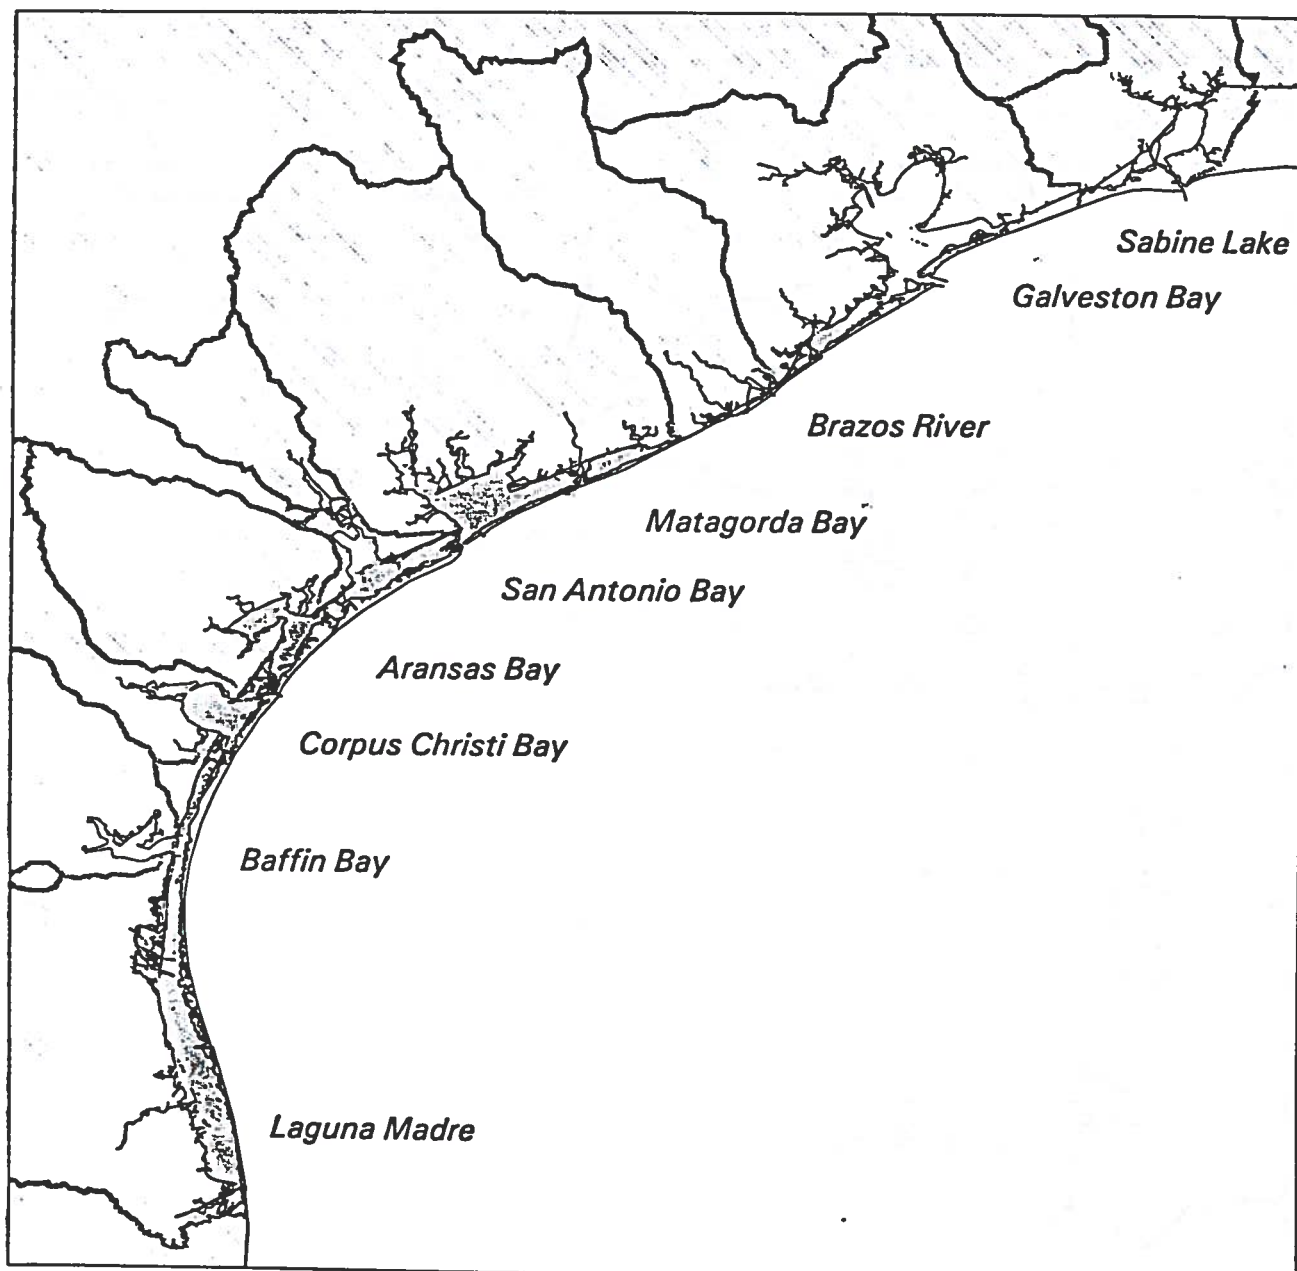 Sabine Lake
Galveston Bay
Brazos River
Matagorda Bay
San Antonio Bay
Aransas Bay
Corpus Christi Bay
Baffin Bay
Laguna Madre